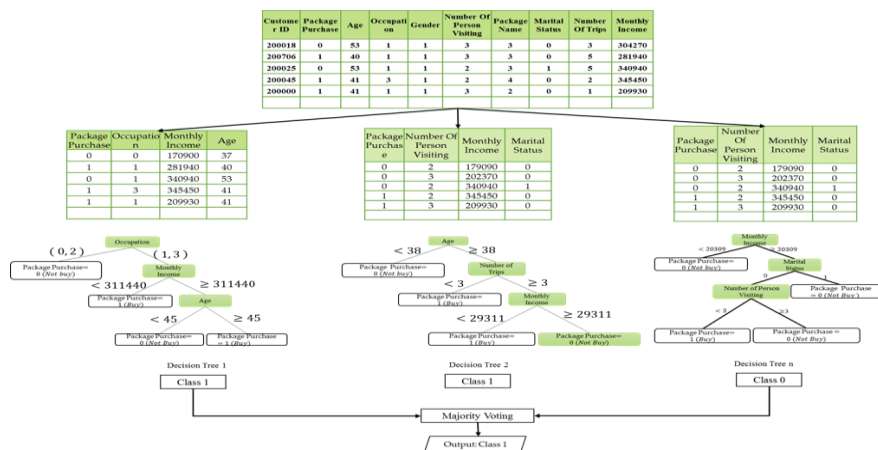 Custome r ID Package Purchase Age Occupati on Gender Number Of Person Visiting Package Name Marital Status Number Of Trips Monthly Income
200018 0 53 1 1 3 3 0 3 304270
200706 1 40 1 1 3 3 0 5 281940
200025 0 53 1 1 2 3 1 5 340940
200045 1 41 3 1 2 4 0 2 345450
200000 1 41 1 1 3 2 0 1 209930
Package Purchase Occupatio n Monthly Income Age
0 0 170900 37
1 1 281940 40
0 1 340940 53
1 3 345450 41
1 1 209930 41
Package Purchas e Number Of Person Visiting Monthly Income Marital Status
0 2 179090 0
0 3 202370 0
0 2 340940 1
1 2 345450 0
1 3 209930 0
Package Purchase Number Of Person Visiting Monthly Income Marital Status
0 2 179090 0
0 3 202370 0
0 2 340940 1
1 2 345450 0
1 3 209930 0
Occupation
( 0, 2 ) ( 1, 3 )
Package Purchase=
0 (Not buy)
Monthly
Income
< 311440 ≥ 311440
Package Purchase=
1 (Buy)
Age
< 45 ≥ 45
Package Purchase=
0 (Not Buy)
Package Purchase
= 1 (Buy)
Decision Tree 1
Class 1
Age
< 38 ≥ 38
Package Purchase=
0 (Not buy)
Number of
Trips
< 3 ≥ 3
Package Purchase=
1 (Buy)
Monthly
Income
< 29311 ≥ 29311
Package Purchase=
1 (Buy)
Package Purchase=
0 (Not Buy)
Decision Tree 2
Class 1
Monthly
Income
< 20309 ≥ 20309
Package Purchase=
0 (Not buy)
Marital
Status
0 1
Number of Person
Visiting
Package Purchase
= 0 (Not Buy)
< 3 ≥3
Package Purchase=
1 (Buy)
Package Purchase =
0 (Not Buy)
Decision Tree n
Class 0
Majority Voting
Output: Class 1